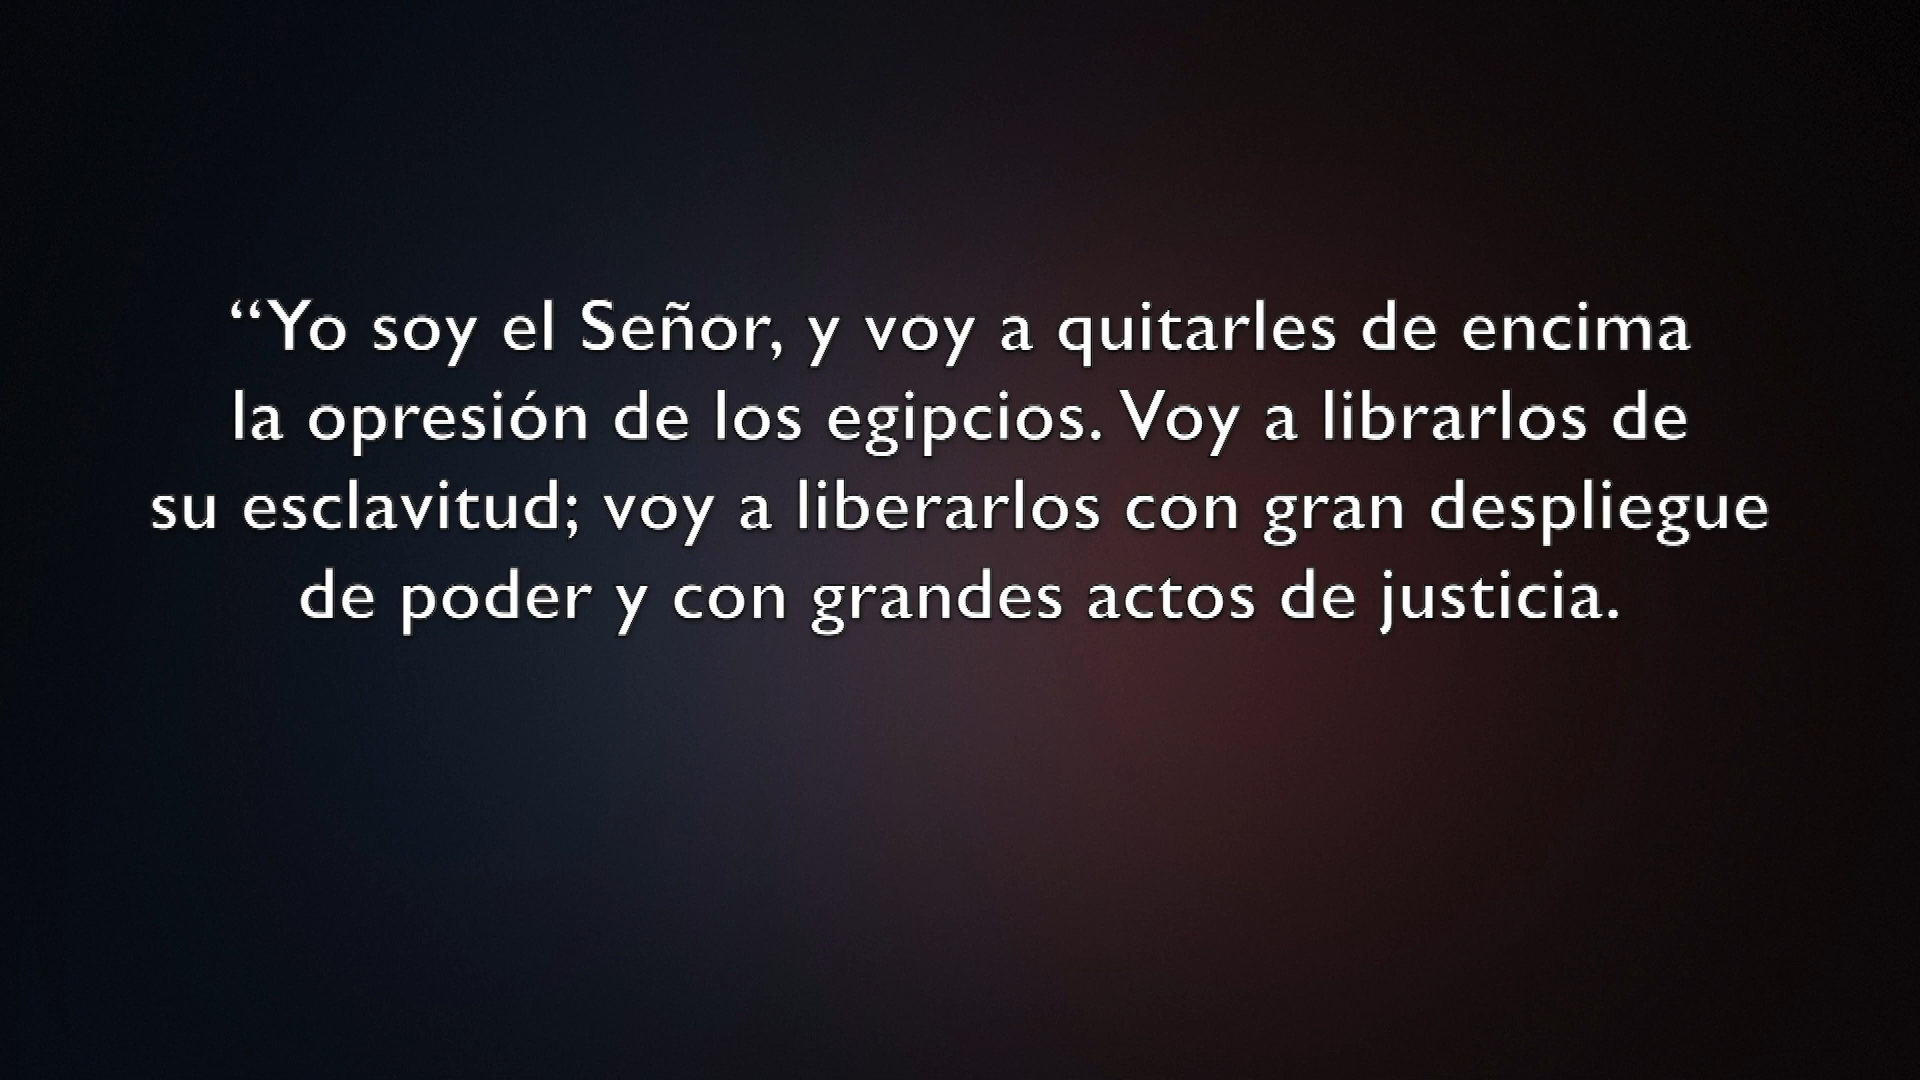 “Yo soy el Señor, y voy a quitarles de encima
la opresión de los egipcios. Voy a librarlos de
su esclavitud; voy a liberarlos con gran despliegue
de poder y con grandes actos de justicia.